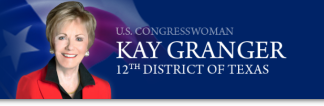 U.S. CONGRESSWOMAN
KAY GRANGER
12TH DISTRICT OF TEXAS